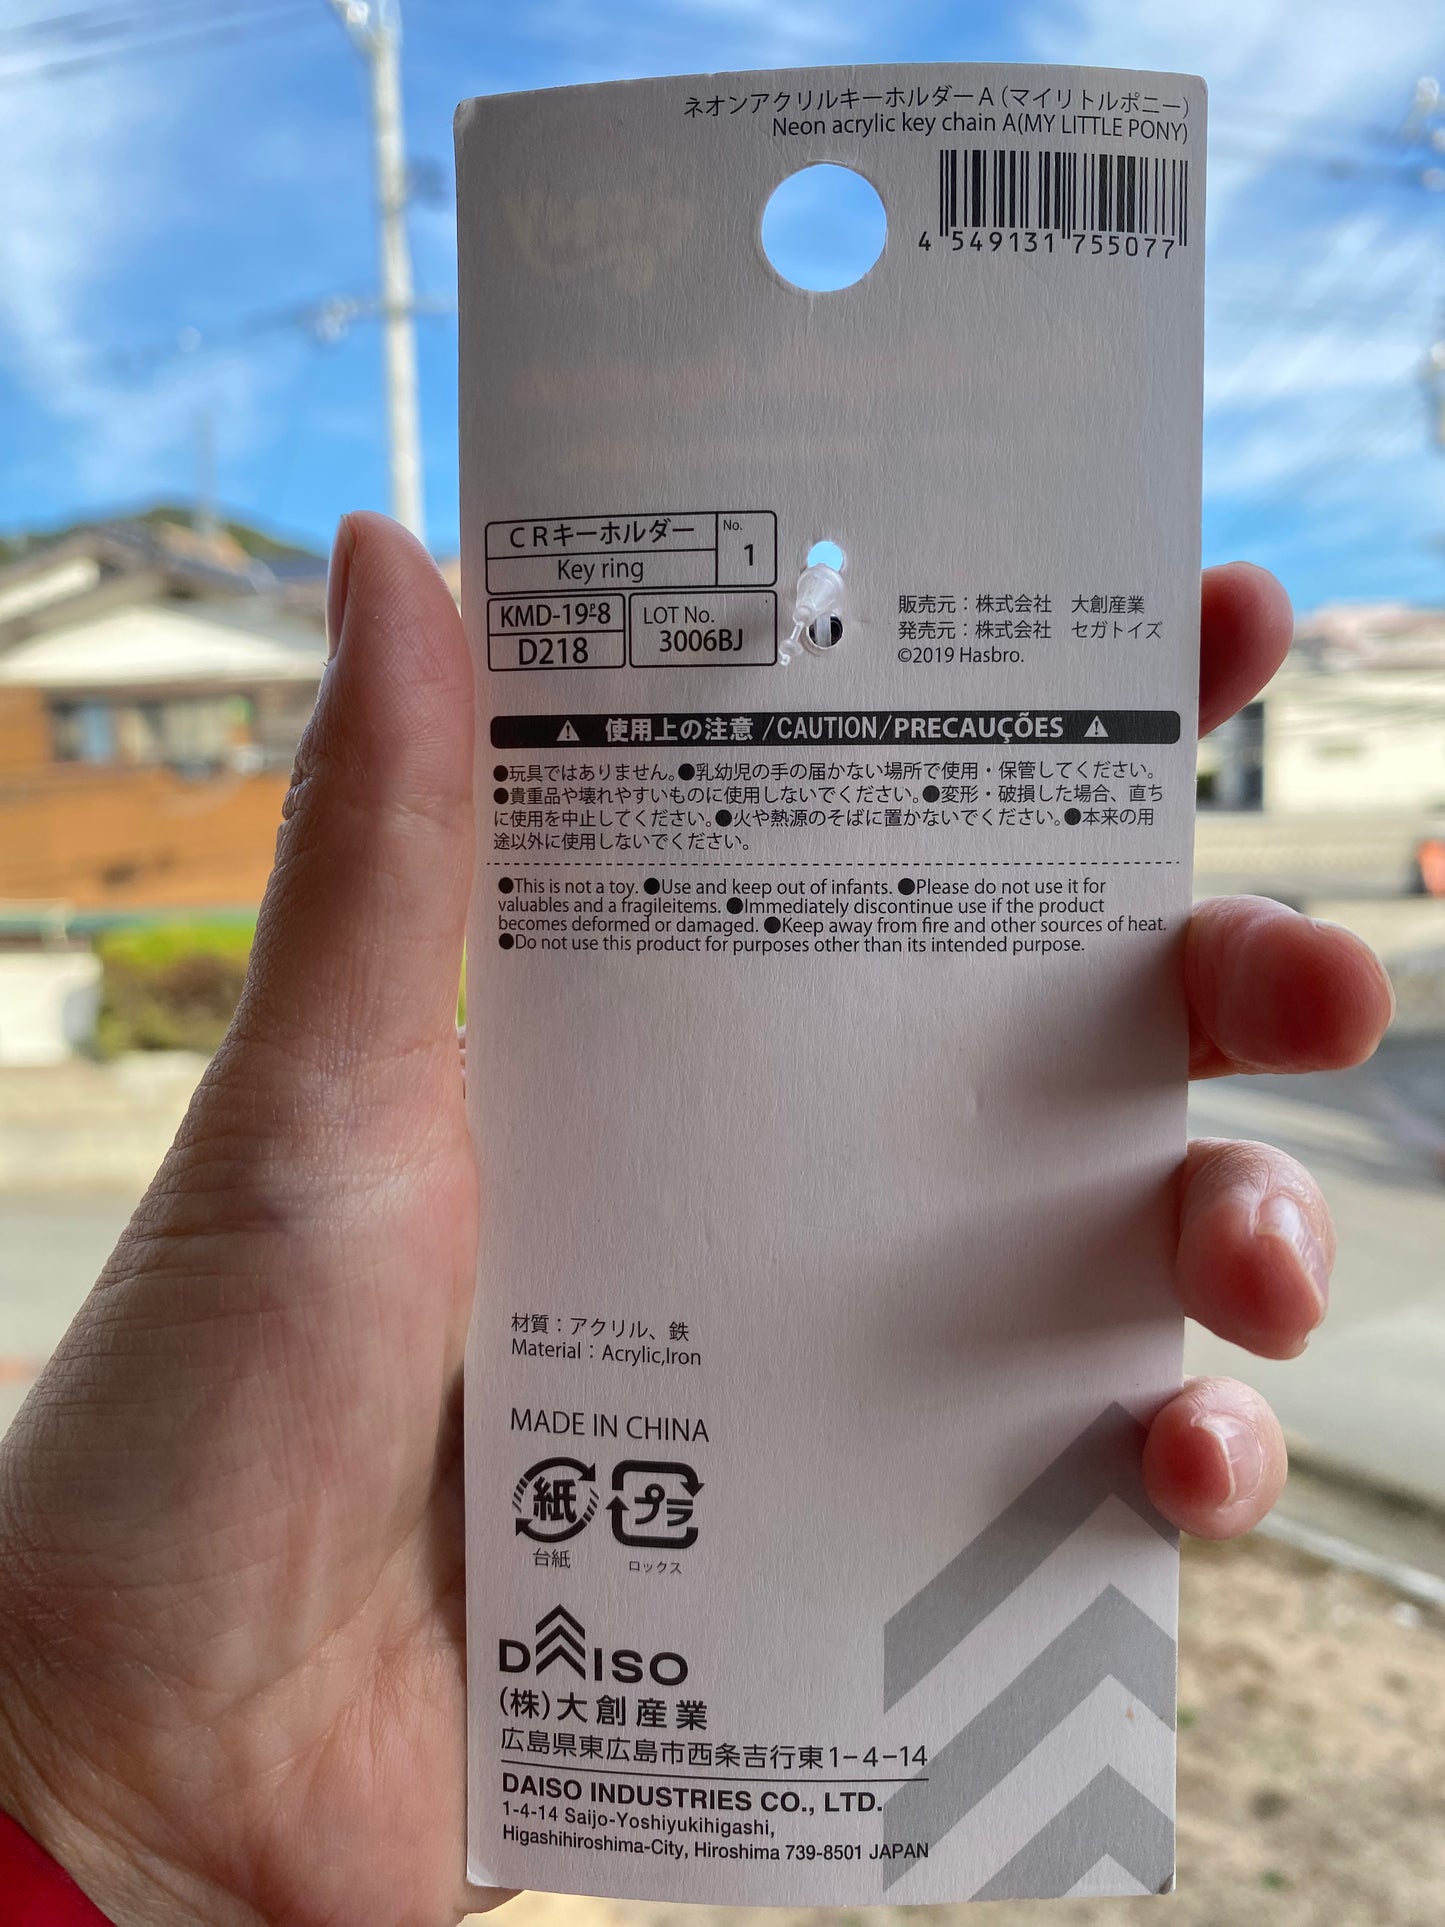 ネオンアクリルキーホルダーA（マイリトルポニー）
Neon acrylic key chain A(MY LITTLE PONY)
4 549131 755077
CRキーホルダー
Key ring
No.
1
KMD-19-P-8
D218
LOT No.
3006BJ
販売元：株式会社　大創産業
発売元：株式会社　セガトイズ
©2019 Hasbro.
使用上の注意 /CAUTION/PRECAUÇÕES
●玩具ではありません。●乳幼児の手の届かない場所で使用・保管してください。
●貴重品や壊れやすいものに使用しないでください。●変形・破損した場合、直ち
に使用を中止してください。●火や熱源のそばに置かないでください。●本来の用
途以外に使用しないでください。
●This is not a toy. ●Use and keep out of infants. ●Please do not use it for
valuables and a fragileitems. ●Immediately discontinue use if the product
becomes deformed or damaged. ●Keep away from fire and other sources of heat.
●Do not use this product for purposes other than its intended purpose.
材質：アクリル、鉄
Material：Acrylic,Iron
MADE IN CHINA
紙
プラ
台紙
ロックス
DAISO
(株)大創産業
広島県東広島市西条吉行東1-4-14
DAISO INDUSTRIES CO., LTD.
1-4-14 Saijo-Yoshiyukihigashi,
Higashihiroshima-City, Hiroshima 739-8501 JAPAN